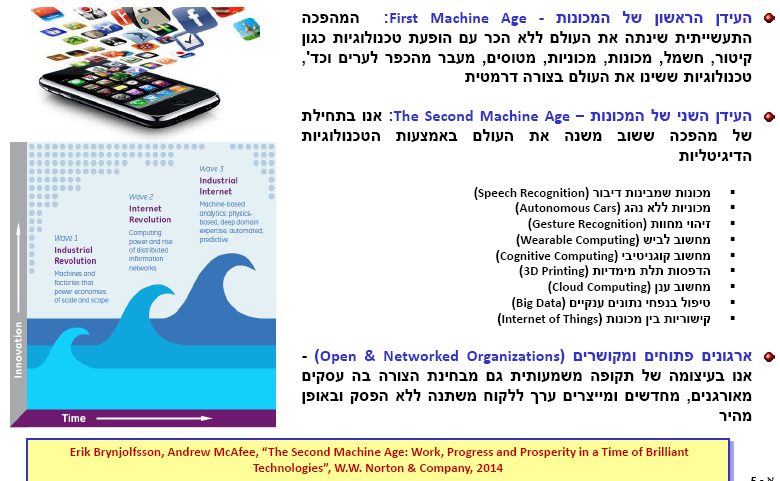 העידן הראשון של המכונות - First Machine Age: המהפכה
התעשייתית שינתה את העולם ללא הכר עם הופעת טכנולוגיות כגון
קיטור, חשמל, מכונות, מכוניות, מטוסים, מעבר מהכפר לערים וכד',
טכנולוגיות ששינו את העולם בצורה דרמטית
העידן השני של המכונות – The Second Machine Age: אנו בתחילת
של מהפכה ששוב משנה את העולם באמצעות הטכנולוגיות
הדיגיטליות
מכונות שמבינות דיבור (Speech Recognition)
מכוניות ללא נהג (Autonomous Cars)
זיהוי מחוות (Gesture Recognition)
מחשוב לביש (Wearable Computing)
מחשוב קוגניטיבי (Cognitive Computing)
הדפסות תלת מימדיות (3D Printing)
מחשוב ענן (Cloud Computing)
טיפול בנפחי נתונים ענקיים (Big Data)
קישוריות בין מכונות (Internet of Things)
ארגונים פתוחים ומקושרים (Open & Networked Organizations) -
אנו בעיצומה של תקופה משמעותית גם מבחינת הצורה בה עסקים
מאורגנים, מחדשים ומייצרים ערך ללקוח משתנה ללא הפסק ובאופן
מהיר
Wave 1
Industrial
Revolution
Machines and
factories that
power economies
of scale and scope
Wave 2
Internet
Revolution
Computing
power and rise
of distributed
information
networks
Wave 3
Industrial
Internet
Machine-based
analytics: physics-
based, deep domain
expertise, automated,
predictive
Innovation
Time
Erik Brynjolfsson, Andrew McAfee, “The Second Machine Age: Work, Progress and Prosperity in a Time of Brilliant
Technologies”, W.W. Norton & Company, 2014